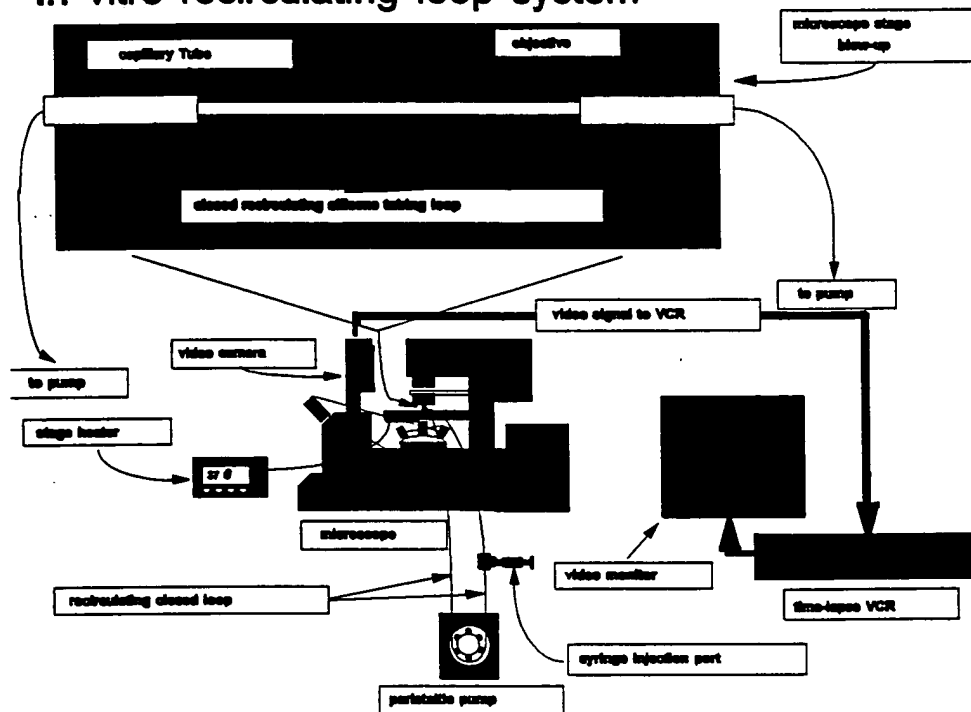 In vitro recirculating loop system
capillary Tube
objective
microscope stage
blow-up
closed recirculating silicone tubing loop
to pump
video signal to VCR
video camera
to pump
stage heater
37.0
microscope
video monitor
recirculating closed loop
time-lapse VCR
syringe injection port
peristaltic pump